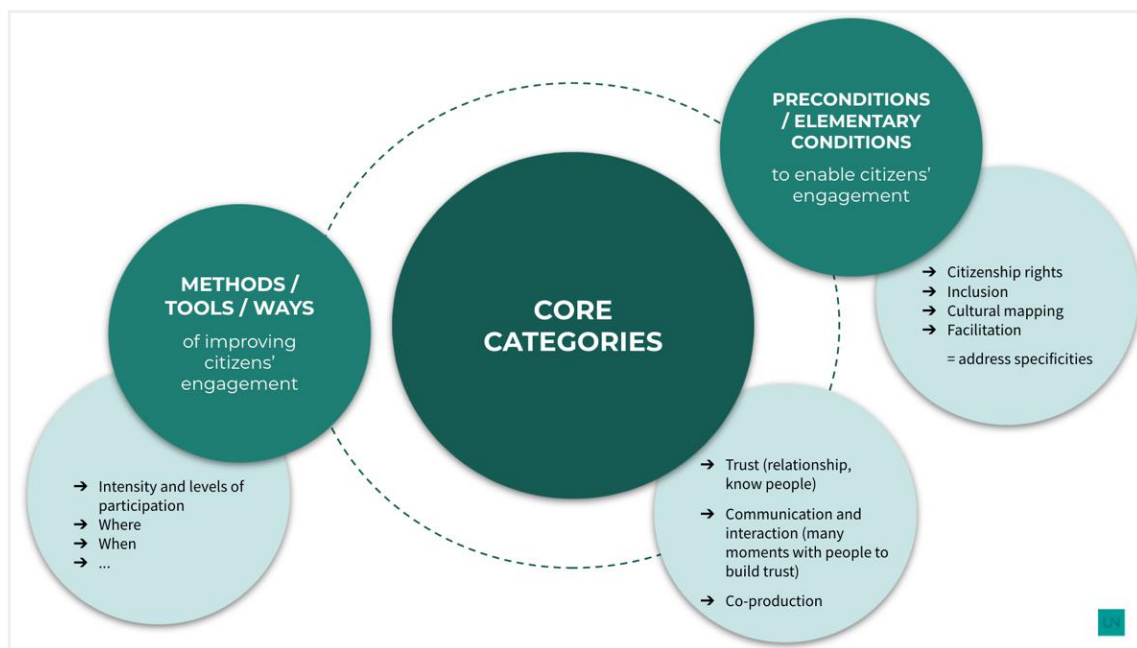 PRECONDITIONS
/ ELEMENTARY
CONDITIONS
to enable citizens’
engagement
➔ Citizenship rights
➔ Inclusion
➔ Cultural mapping
➔ Facilitation
= address specificities
METHODS /
TOOLS / WAYS
of improving
citizens’
engagement
➔ Intensity and levels of
participation
➔ Where
➔ When
➔ ...
CORE
CATEGORIES
➔ Trust (relationship,
know people)
➔ Communication and
interaction (many
moments with people to
build trust)
➔ Co-production